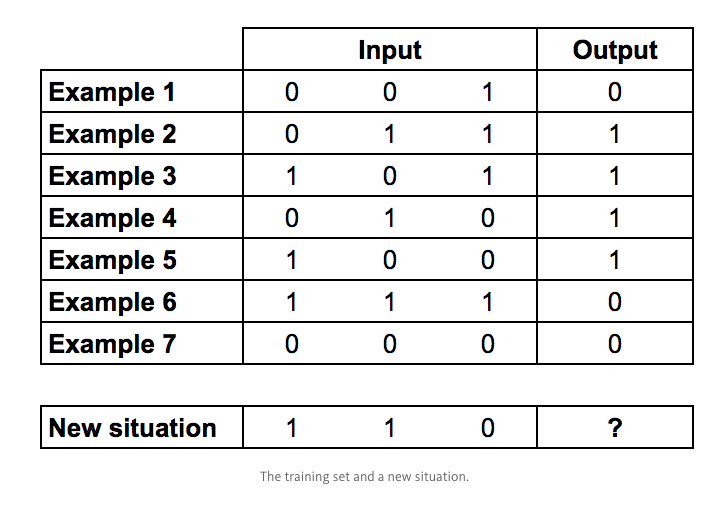 Input Output
Example 1 0 0 1 0
Example 2 0 1 1 1
Example 3 1 0 1 1
Example 4 0 1 0 1
Example 5 1 0 0 1
Example 6 1 1 1 0
Example 7 0 0 0 0
New situation 1 1 0 ?
The training set and a new situation.